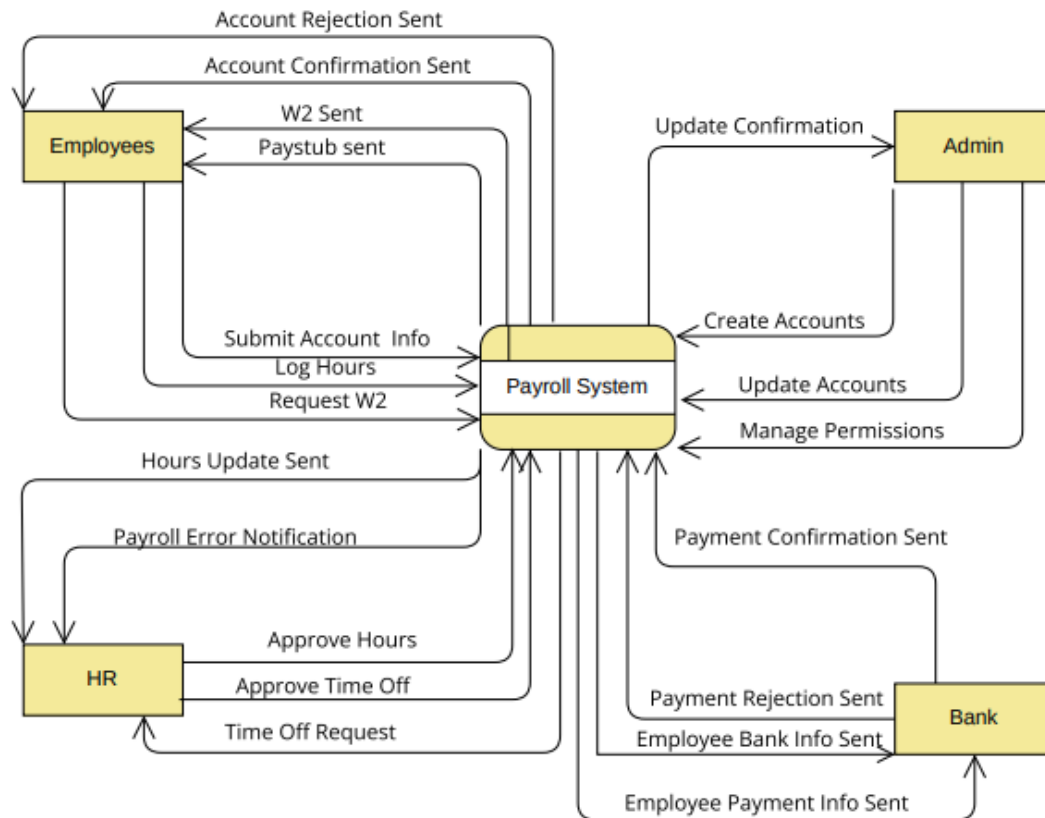 Account Rejection Sent
Account Confirmation Sent
W2 Sent
Paystub sent
Employees
Update Confirmation
Admin
Submit Account  Info
Log Hours
Request W2
Payroll System
Create Accounts
Update Accounts
Manage Permissions
Hours Update Sent
Payroll Error Notification
Payment Confirmation Sent
HR
Approve Hours
Approve Time Off
Time Off Request
Payment Rejection Sent
Bank
Employee Bank Info Sent
Employee Payment Info Sent